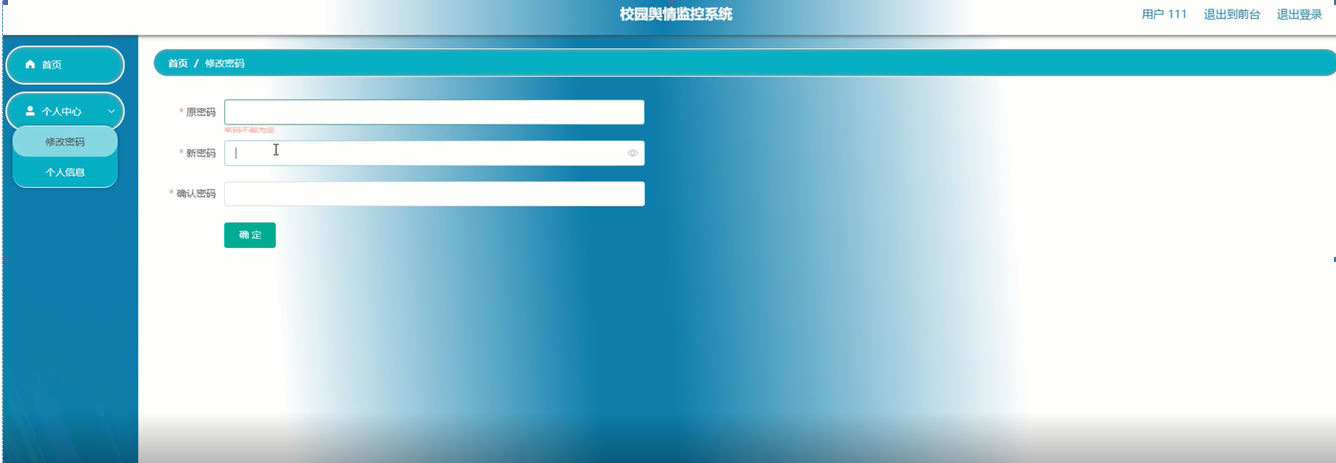 校园舆情监控系统
用户 111 退出到前台 退出登录
首页
个人中心
修改密码
个人信息
首页 / 修改密码
* 原密码
密码不能为空
* 新密码
* 确认密码
确 定